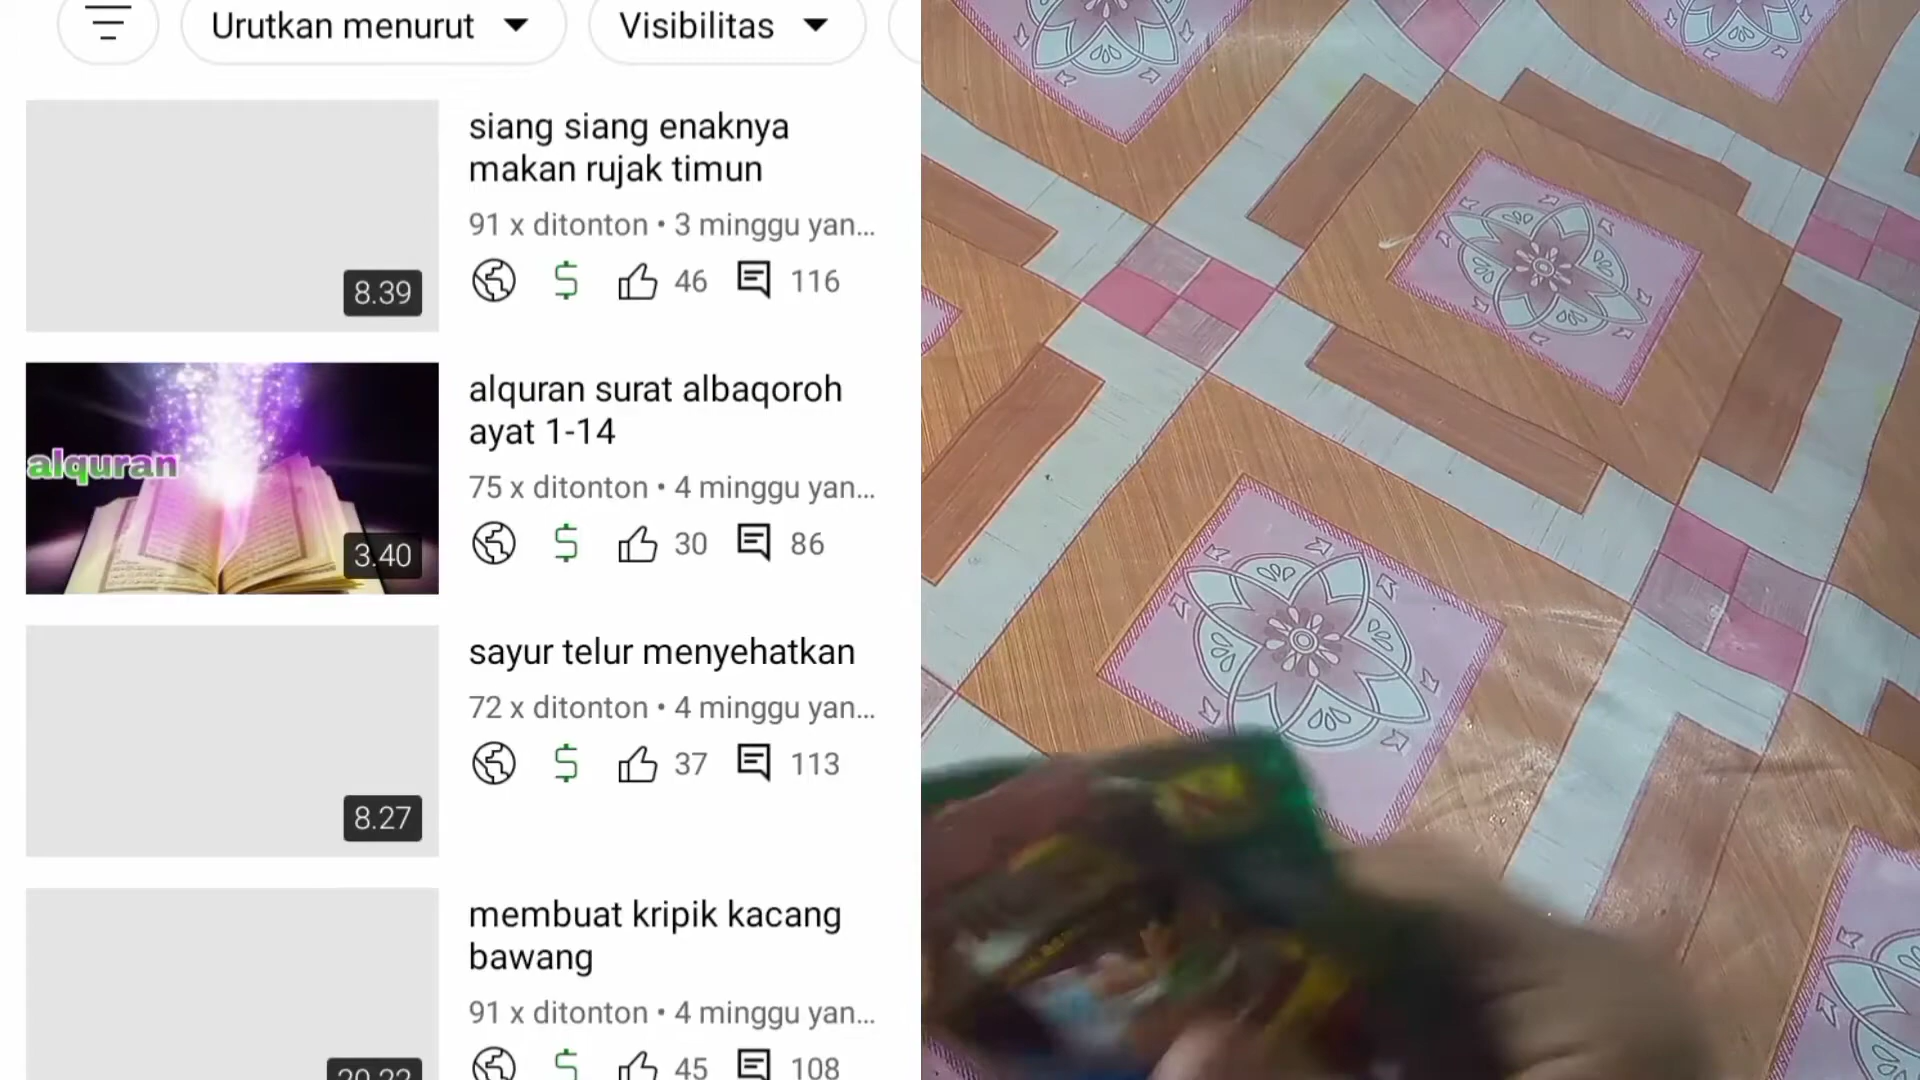 Urutkan menurut
Visibilitas
siang siang enaknya
makan rujak timun
91 x ditonton • 3 minggu yan...
46
116
8.39
alquran surat albaqoroh
ayat 1-14
75 x ditonton • 4 minggu yan...
30
86
alquran
3.40
sayur telur menyehatkan
72 x ditonton • 4 minggu yan...
37
113
8.27
membuat kripik kacang
bawang
91 x ditonton • 4 minggu yan...
45
108
20.22